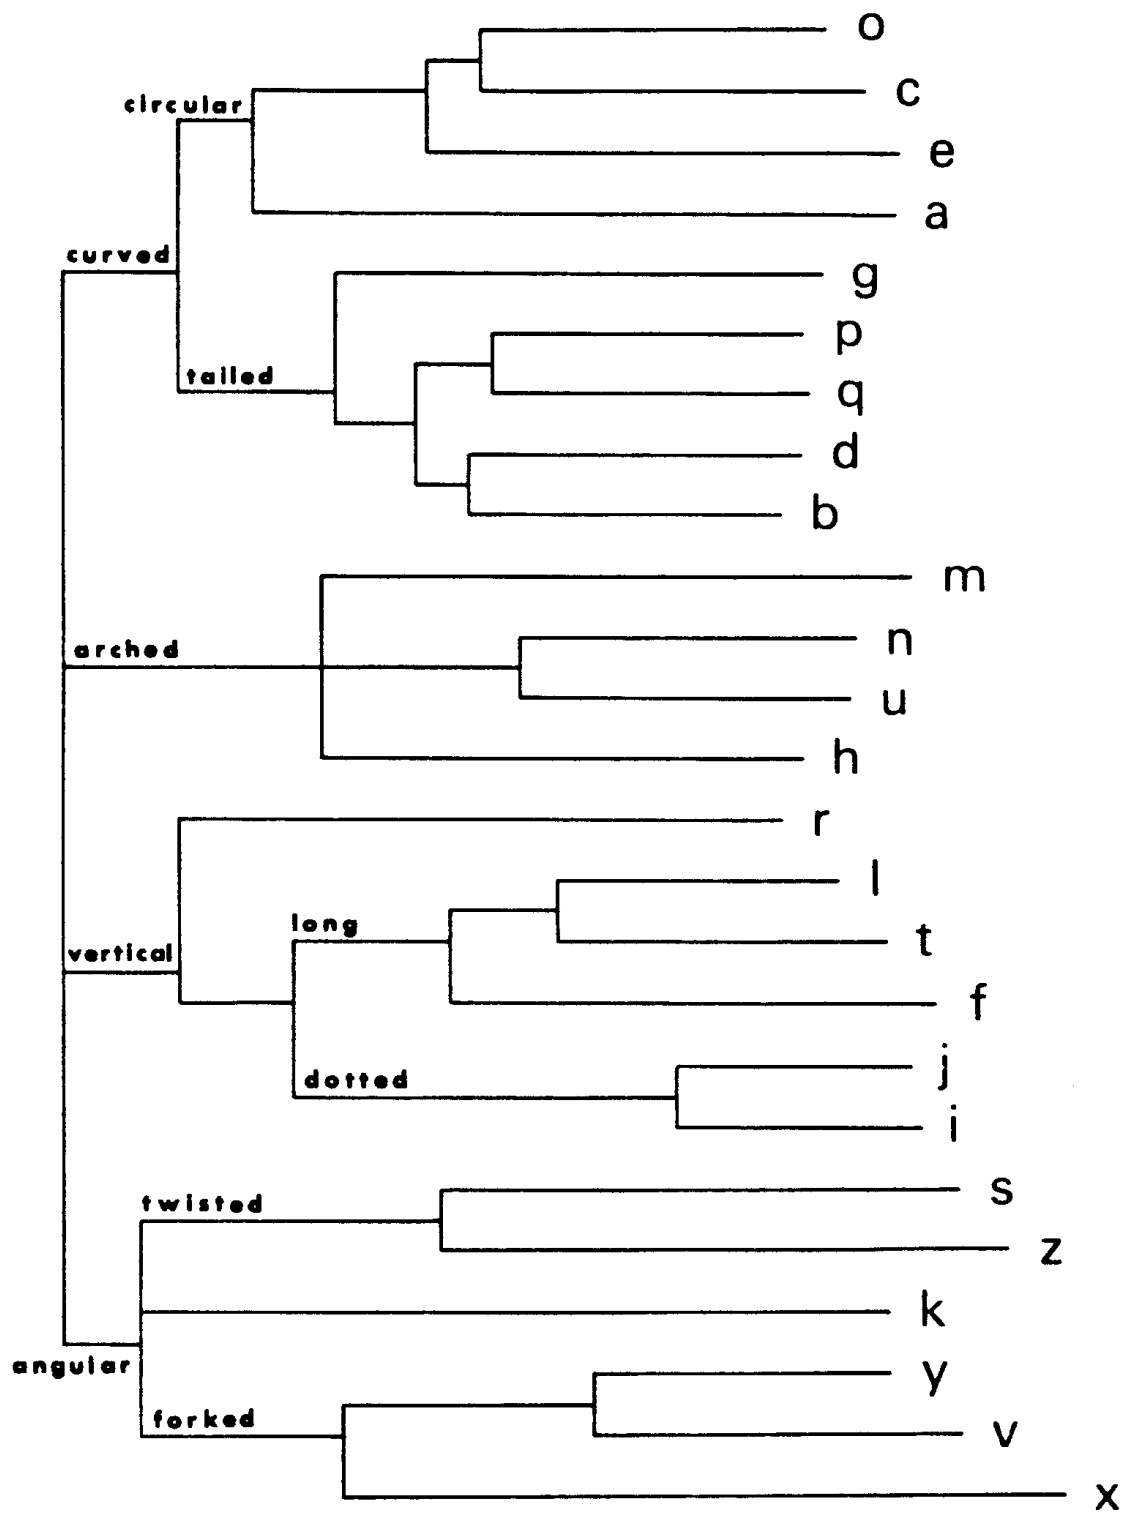 o
c
circular
e
a
curved
g
p
tailed
q
d
b
m
n
arched
u
h
r
l
long
t
vertical
f
j
dotted
i
s
twisted
z
k
angular
y
forked
v
x